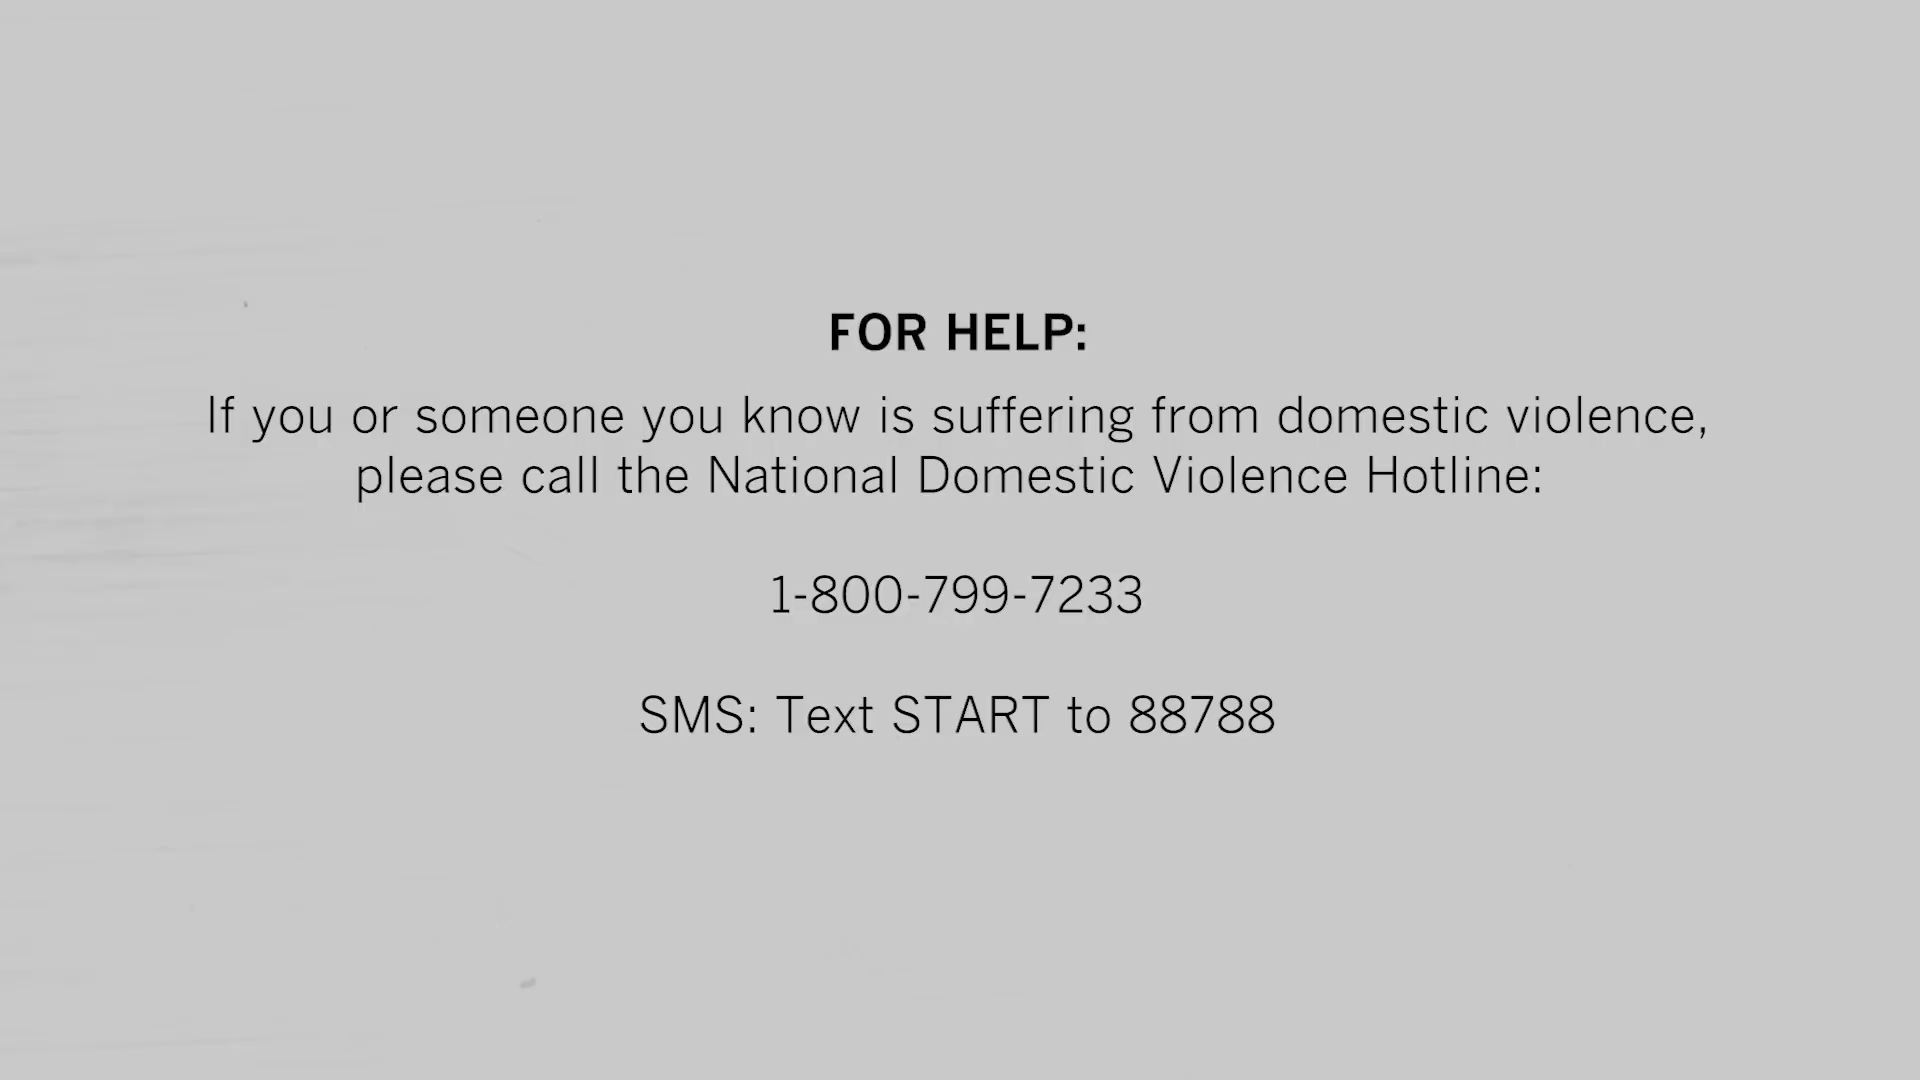 FOR HELP:
If you or someone you know is suffering from domestic violence,
please call the National Domestic Violence Hotline:
1-800-799-7233
SMS: Text START to 88788